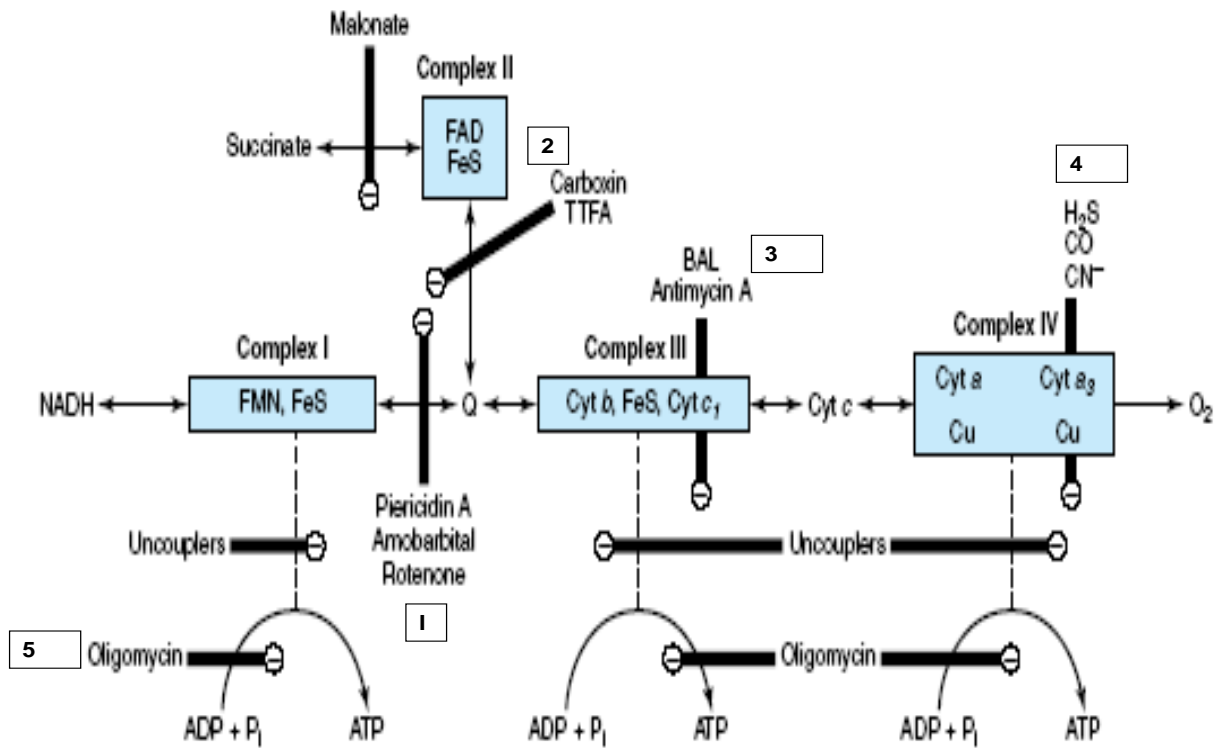 Malonate
Complex II
Succinate
FAD
FeS
2
Carboxin
TTFA
4
H₂S
CO
CN⁻
3
BAL
Antimycin A
Complex I
Complex III
Complex IV
NADH
FMN, FeS
Q
Cyt b, FeS, Cyt c₁
Cyt c
Cyt a
Cyt a₃
Cu
Cu
O₂
Piericidin A
Amobarbital
Rotenone
I
Uncouplers
Uncouplers
5
Oligomycin
Oligomycin
ADP + Pᵢ
ATP
ADP + Pᵢ
ATP
ADP + Pᵢ
ATP